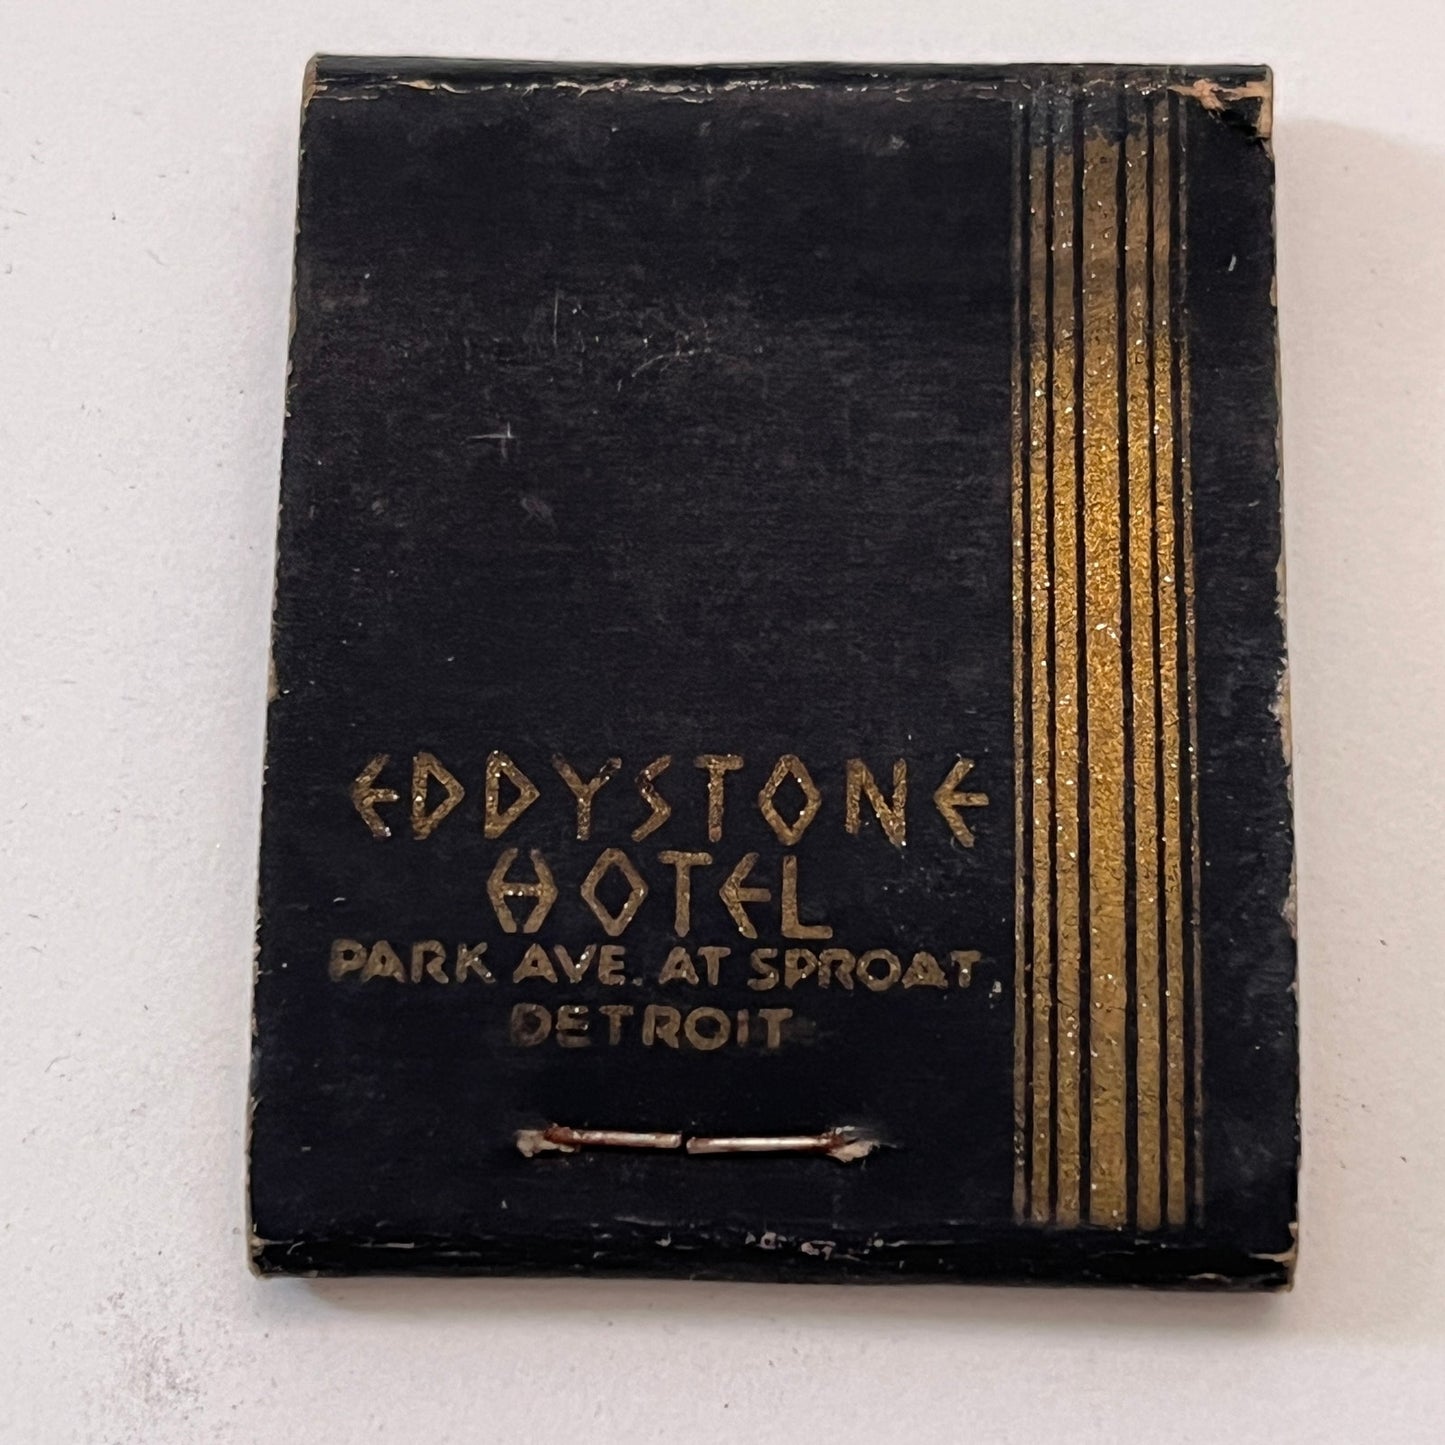 EDDYSTONE
HOTEL
PARK AVE. AT SPROAT,
DETROIT